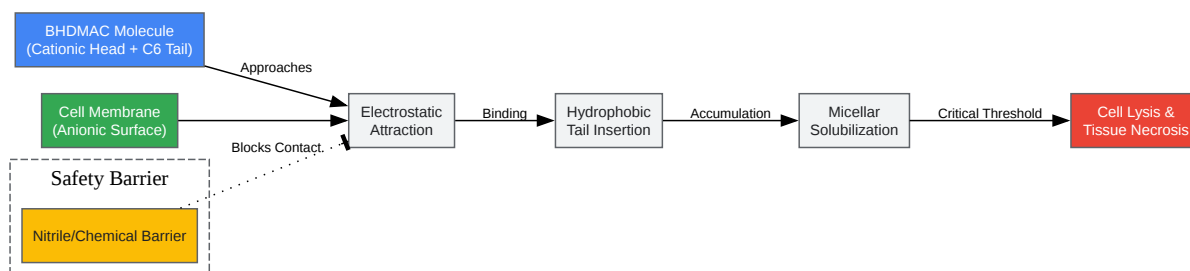 BHDMAC Molecule
(Cationic Head + C6 Tail)
Approaches
Cell Membrane
(Anionic Surface)
Electrostatic
Attraction
Binding
Hydrophobic
Tail Insertion
Accumulation
Micellar
Solubilization
Critical Threshold
Cell Lysis &
Tissue Necrosis
Blocks Contact
Safety Barrier
Nitrile/Chemical Barrier